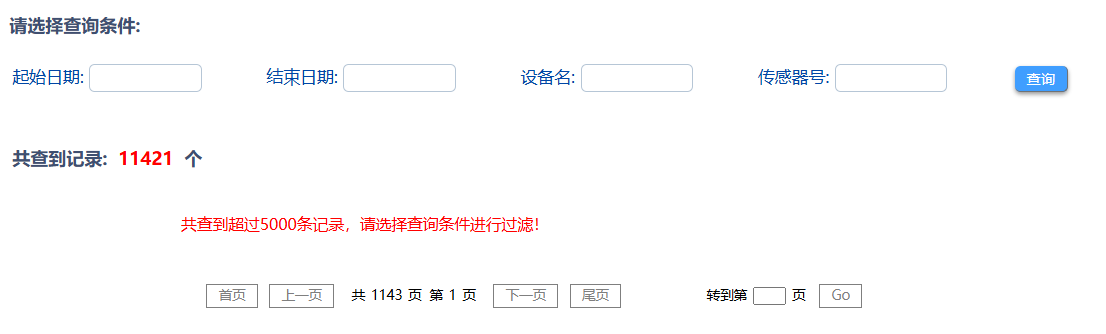 请选择查询条件:
起始日期: 结束日期: 设备名: 传感器号: 查询
共查到记录: 11421 个
共查到超过5000条记录，请选择查询条件进行过滤!
首页 上一页 共 1143 页 第 1 页 下一页 尾页 转到第 页 Go